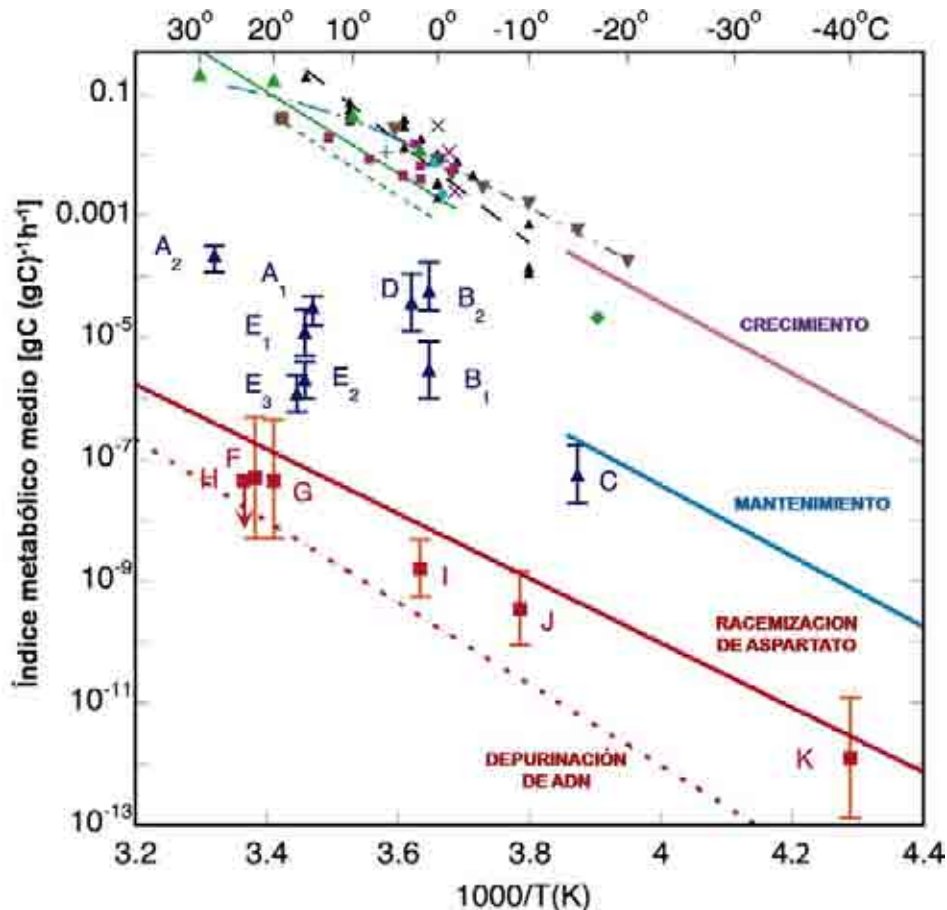 30° 20° 10° 0° -10° -20° -30° -40°C
Índice metabólico medio [gC (gC)⁻¹h⁻¹]
0.1
0.001
10⁻⁵
10⁻⁷
10⁻⁹
10⁻¹¹
10⁻¹³
A₂
A₁
D
B₂
E₁
E₂
B₁
E₃
CRECIMIENTO
F
H
G
C
MANTENIMIENTO
I
J
RACEMIZACION
DE ASPARTATO
K
DEPURINACIÓN
DE ADN
3.2 3.4 3.6 3.8 4 4.2 4.4
1000/T(K)